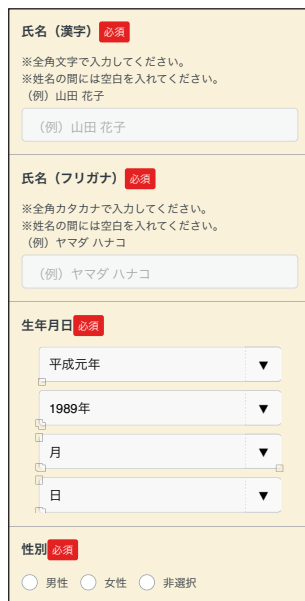 氏名（漢字）必須
※全角文字で入力してください。
※姓名の間には空白を入れてください。
（例）山田 花子
（例）山田 花子
氏名（フリガナ）必須
※全角カタカナで入力してください。
※姓名の間には空白を入れてください。
（例）ヤマダ ハナコ
（例）ヤマダ ハナコ
生年月日必須
平成元年 ▼
1989年 ▼
月 ▼
日 ▼
性別必須
男性 女性 非選択